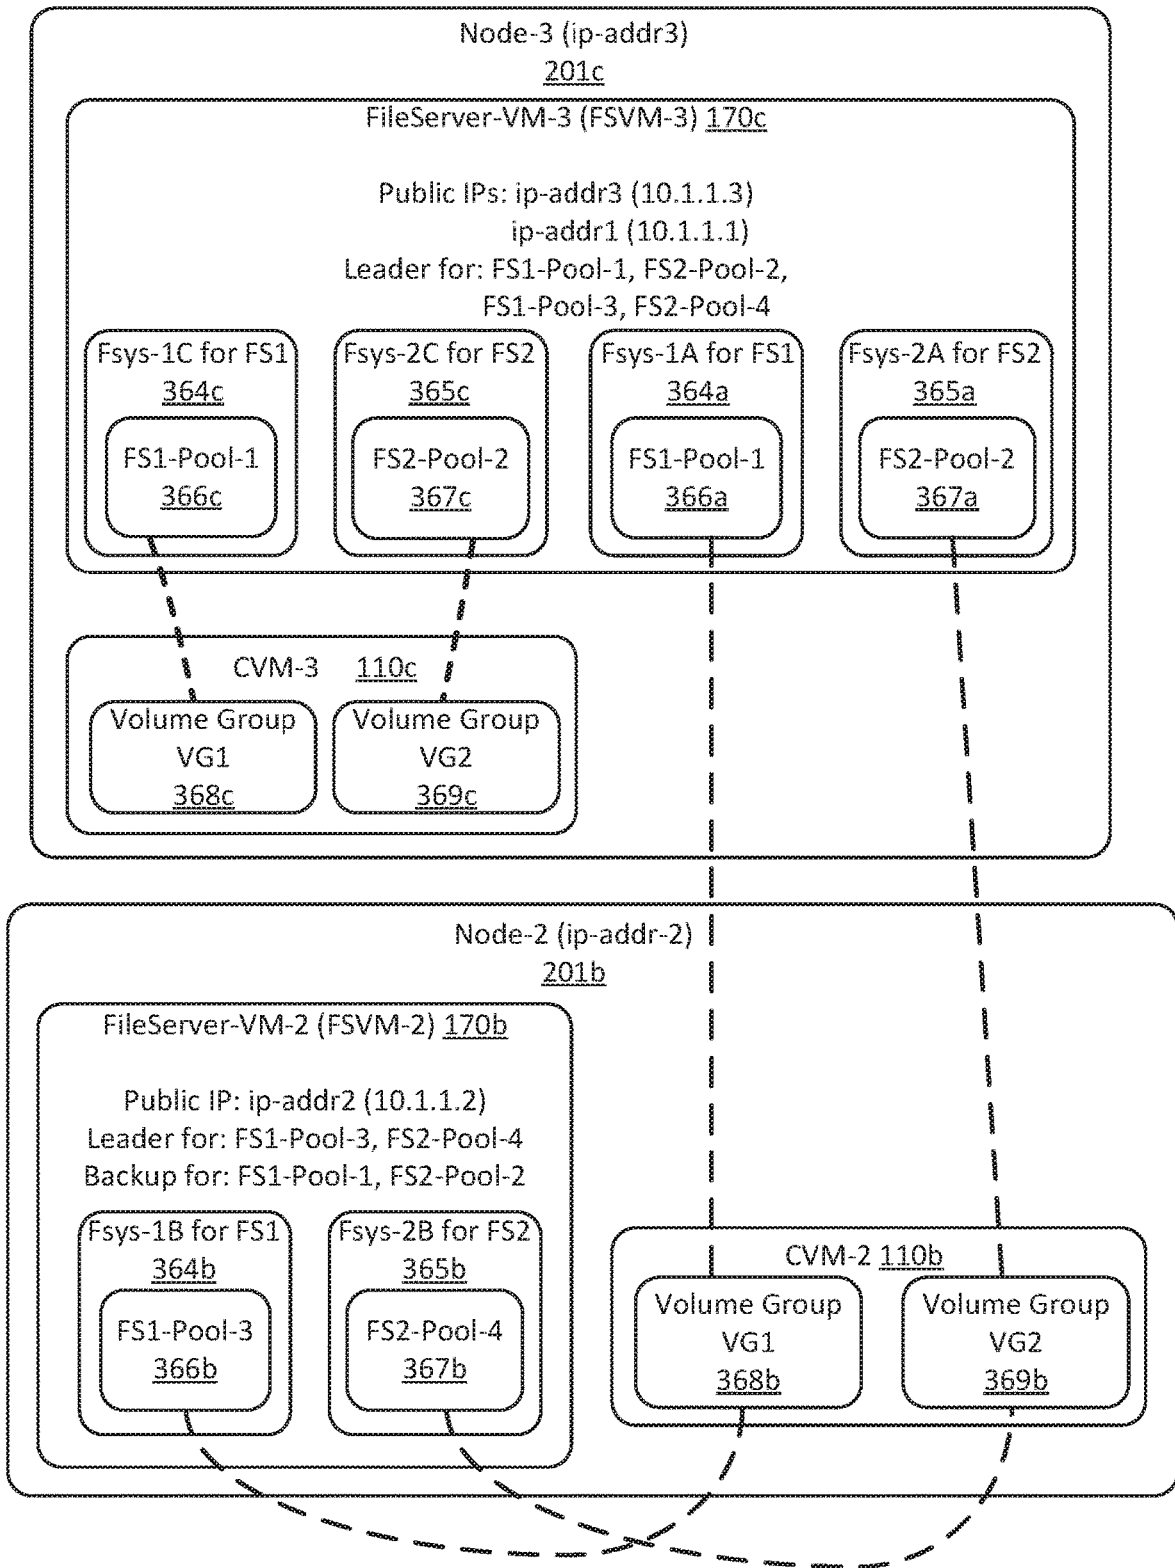 Node-3 (ip-addr3)
201c
FileServer-VM-3 (FSVM-3) 170c
Public IPs: ip-addr3 (10.1.1.3)
ip-addr1 (10.1.1.1)
Leader for: FS1-Pool-1, FS2-Pool-2,
FS1-Pool-3, FS2-Pool-4
Fsys-1C for FS1
364c
FS1-Pool-1
366c
Fsys-2C for FS2
365c
FS2-Pool-2
367c
Fsys-1A for FS1
364a
FS1-Pool-1
366a
Fsys-2A for FS2
365a
FS2-Pool-2
367a
CVM-3 110c
Volume Group
VG1
368c
Volume Group
VG2
369c
Node-2 (ip-addr-2)
201b
FileServer-VM-2 (FSVM-2) 170b
Public IP: ip-addr2 (10.1.1.2)
Leader for: FS1-Pool-3, FS2-Pool-4
Backup for: FS1-Pool-1, FS2-Pool-2
Fsys-1B for FS1
364b
FS1-Pool-3
366b
Fsys-2B for FS2
365b
FS2-Pool-4
367b
CVM-2 110b
Volume Group
VG1
368b
Volume Group
VG2
369b